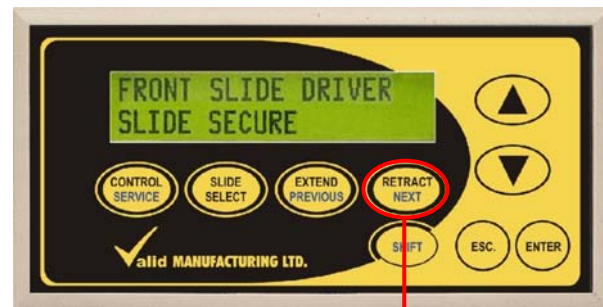 FRONT SLIDE DRIVER
SLIDE SECURE
CONTROL
SERVICE
SLIDE
SELECT
EXTEND
PREVIOUS
RETRACT
NEXT
SHIFT
ESC.
ENTER
Valid MANUFACTURING LTD.